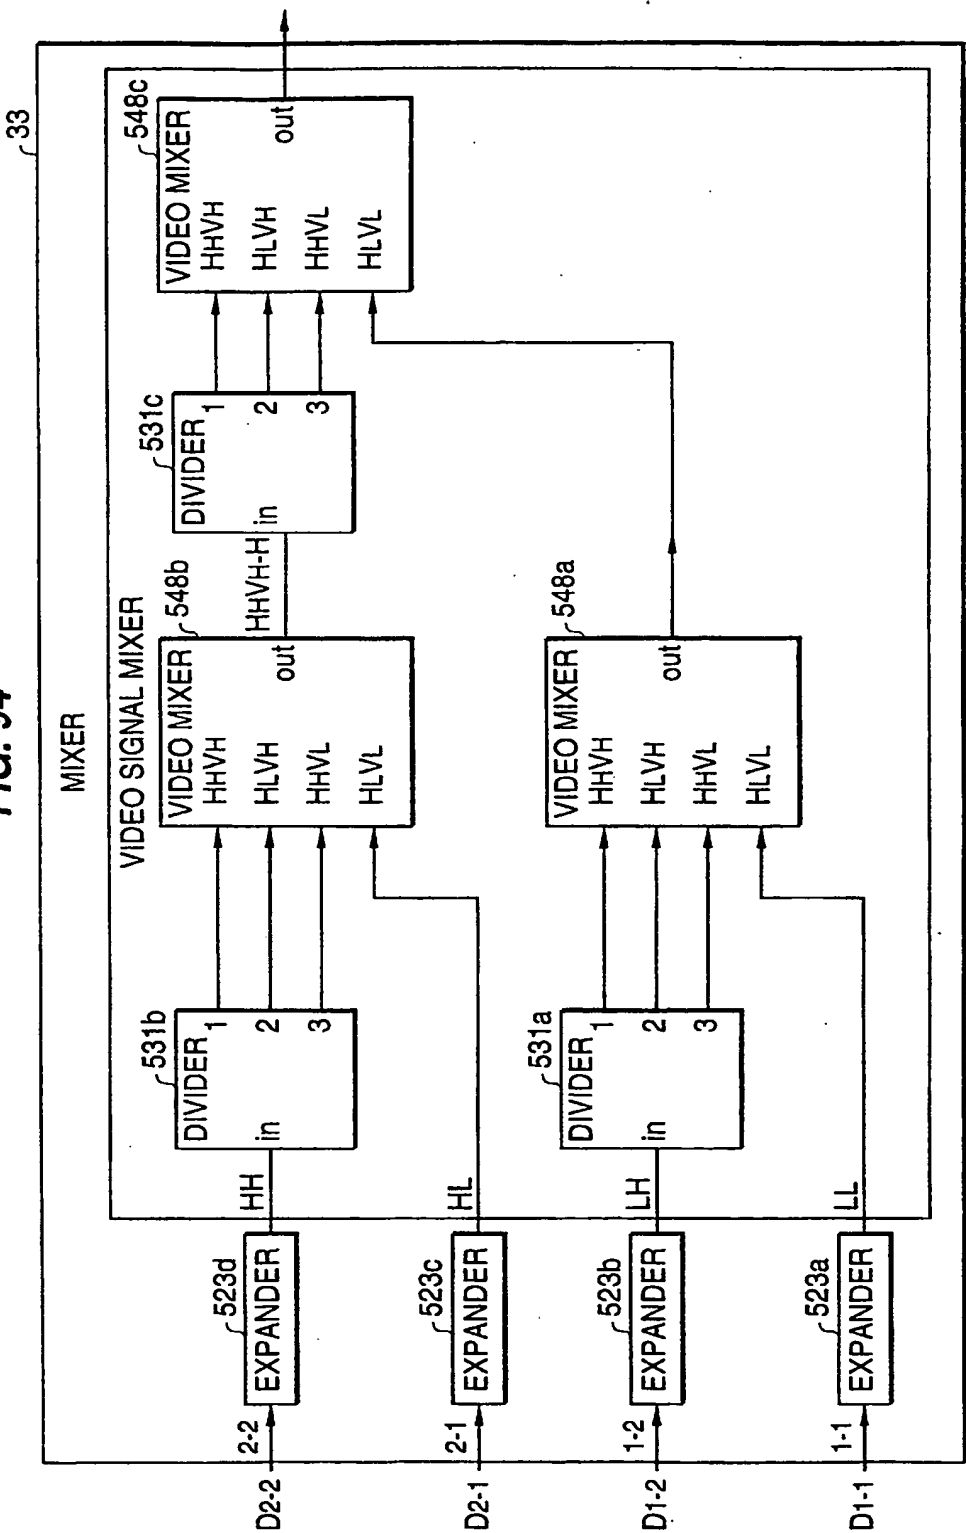 33
MIXER
VIDEO SIGNAL MIXER
D2-2
2-2
EXPANDER
523d
HH
DIVIDER
531b
in
1
2
3
VIDEO MIXER
548b
HHVH
HLVH
HHVL
HLVL
out
HHVH-H
DIVIDER
531c
in
1
2
3
VIDEO MIXER
548c
HHVH
HLVH
HHVL
HLVL
out
D2-1
2-1
EXPANDER
523c
HL
D1-2
1-2
EXPANDER
523b
LH
DIVIDER
531a
in
1
2
3
VIDEO MIXER
548a
HHVH
HLVH
HHVL
HLVL
out
D1-1
1-1
EXPANDER
523a
LL